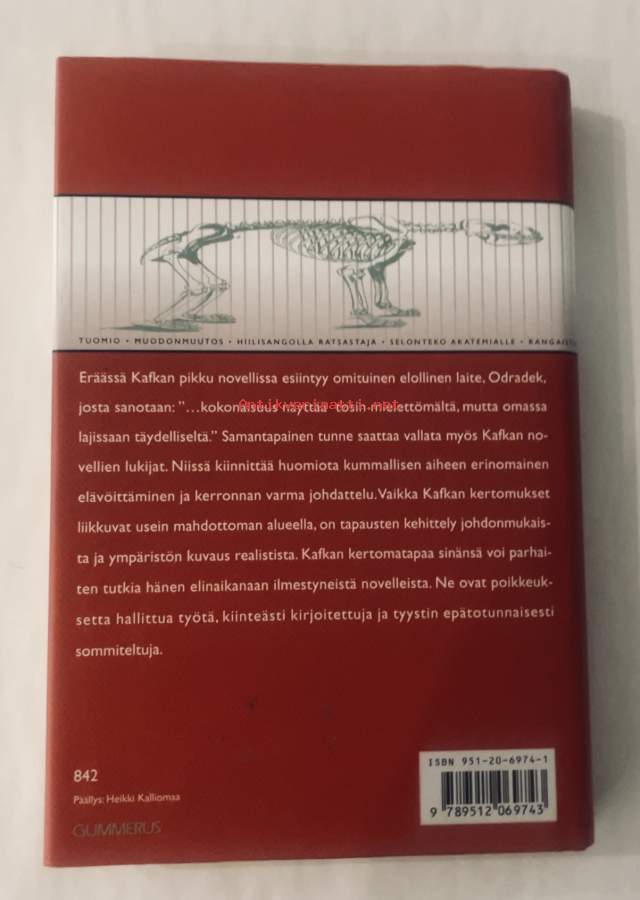 TUOMIO • MUODONMUUTOS • HIILISANGOLLA RATSASTAJA • SELONTEKO AKATEMIALLE • RANGAIST
Eräässä Kafkan pikku novellissa esiintyy omituinen elollinen laite, Odradek,
Antikvariaatti.net
josta sanotaan: ”...kokonaisuus näyttää tosin mielettömältä, mutta omassa
lajissaan täydelliseltä.” Samantapainen tunne saattaa vallata myös Kafkan no-
vellien lukijat. Niissä kiinnittää huomiota kummallisen aiheen erinomainen
elävöittäminen ja kerronnan varma johdattelu. Vaikka Kafkan kertomukset
liikkuvat usein mahdottoman alueella, on tapausten kehittely johdonmukais-
ta ja ympäristön kuvaus realistista. Kafkan kertomatapaa sinänsä voi parhai-
ten tutkia hänen elinaikanaan ilmestyneistä novelleista. Ne ovat poikkeuk-
setta hallittua työtä, kiinteästi kirjoitettuja ja tyystin epätotunnaisesti
sommiteltuja.
842
Päällys: Heikki Kalliomaa
GUMMERUS
ISBN 951-20-6974-1
9 789512 069743